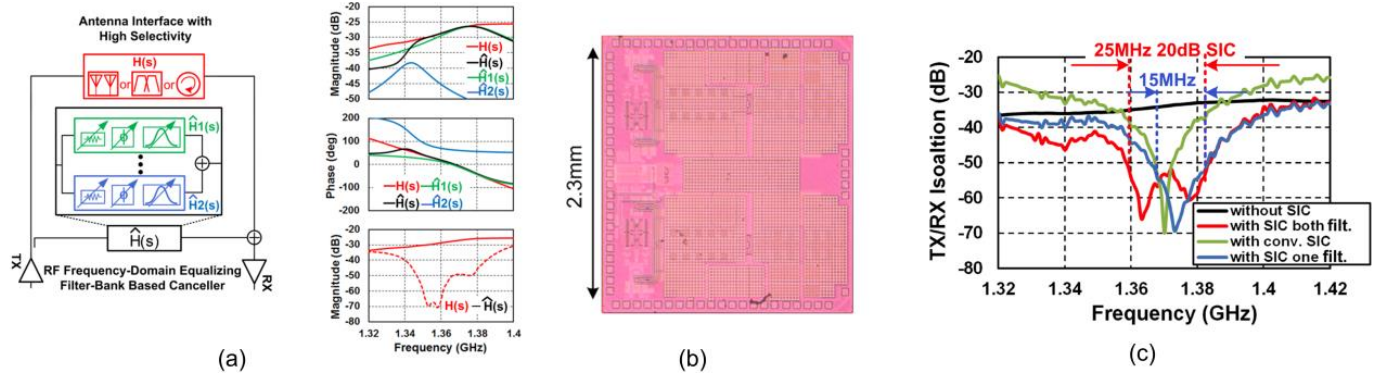 Antenna Interface with
High Selectivity
H(s)
or
or
Ĥ1(s)
Ĥ2(s)
Ĥ(s)
TX
RX
RF Frequency-Domain Equalizing
Filter-Bank Based Canceller
(a)
Magnitude (dB)
-20
-25
-30
-35
-40
-45
-50
H(s)
Ĥ(s)
Ĥ1(s)
Ĥ2(s)
Phase (deg)
200
100
0
-100
200
H(s)
Ĥ1(s)
Ĥ(s)
Ĥ2(s)
Magnitude (dB)
-20
-30
-40
-50
-60
-70
-80
H(s) -Ĥ(s)
1.32 1.34 1.36 1.38 1.4
Frequency (GHz)
2.3mm
(b)
25MHz 20dB SIC
15MHz
TX/RX Isoaltion (dB)
-20
-30
-40
-50
-60
-70
-80
without SIC
with SIC both filt.
with conv. SIC
with SIC one filt.
1.32 1.34 1.36 1.38 1.4 1.42
Frequency (GHz)
(c)